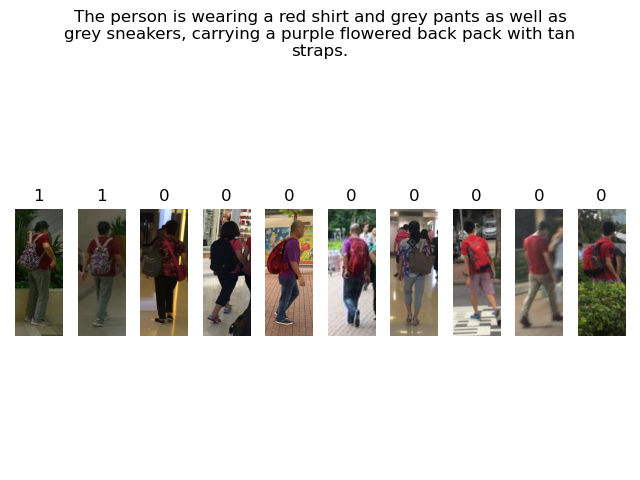 The person is wearing a red shirt and grey pants as well as
grey sneakers, carrying a purple flowered back pack with tan
straps.
1 1 0 0 0 0 0 0 0 0